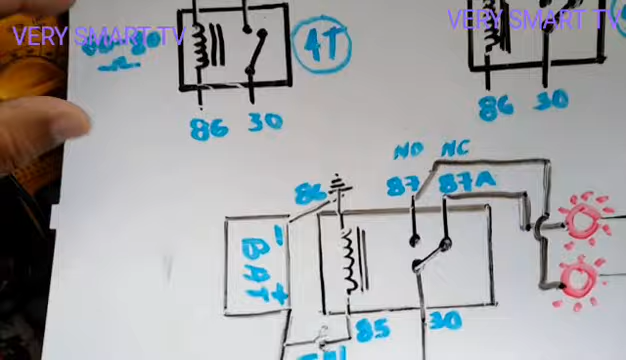 VERY SMART TV
VERY SMART TV
4T
86 30
86 30
NO NC
86
87 87A
- BAT +
85
30